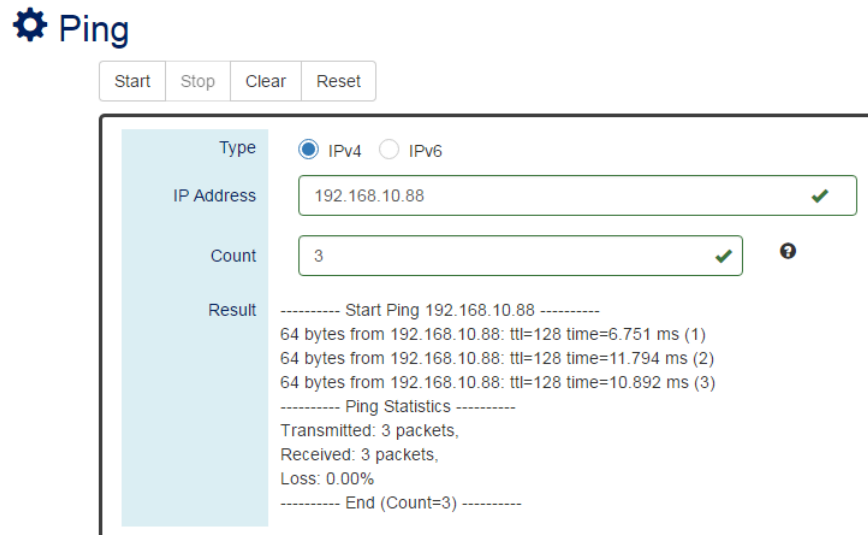 Ping
Start Stop Clear Reset
Type IPv4 IPv6
IP Address 192.168.10.88
Count 3
Result ---------- Start Ping 192.168.10.88 ----------
64 bytes from 192.168.10.88: ttl=128 time=6.751 ms (1)
64 bytes from 192.168.10.88: ttl=128 time=11.794 ms (2)
64 bytes from 192.168.10.88: ttl=128 time=10.892 ms (3)
---------- Ping Statistics ----------
Transmitted: 3 packets,
Received: 3 packets,
Loss: 0.00%
---------- End (Count=3) ----------